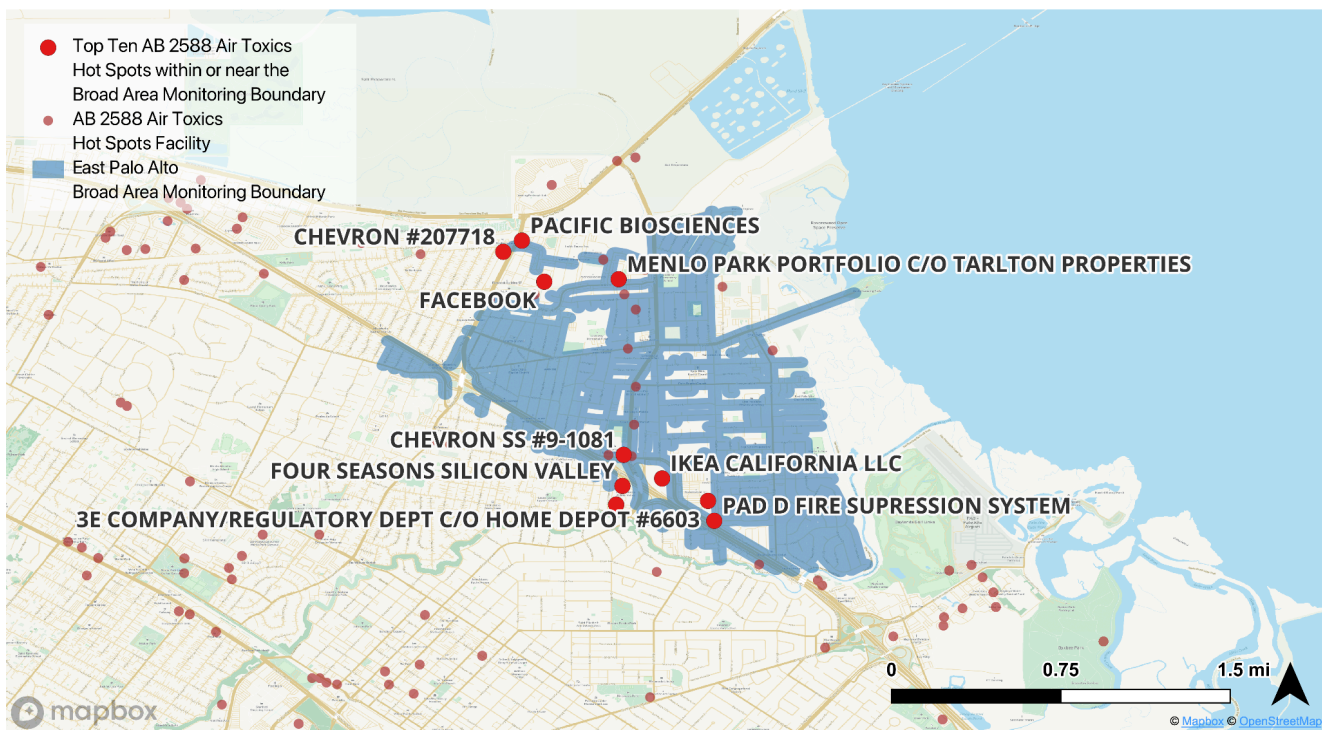 Top Ten AB 2588 Air Toxics
Hot Spots within or near the
Broad Area Monitoring Boundary
AB 2588 Air Toxics
Hot Spots Facility
East Palo Alto
Broad Area Monitoring Boundary
PACIFIC BIOSCIENCES
CHEVRON #207718
MENLO PARK PORTFOLIO C/O TARLTON PROPERTIES
FACEBOOK
CHEVRON SS #9-1081
IKEA CALIFORNIA LLC
FOUR SEASONS SILICON VALLEY
PAD D FIRE SUPRESSION SYSTEM
3E COMPANY/REGULATORY DEPT C/O HOME DEPOT #6603
0 0.75 1.5 mi
mapbox
© Mapbox © OpenStreetMap